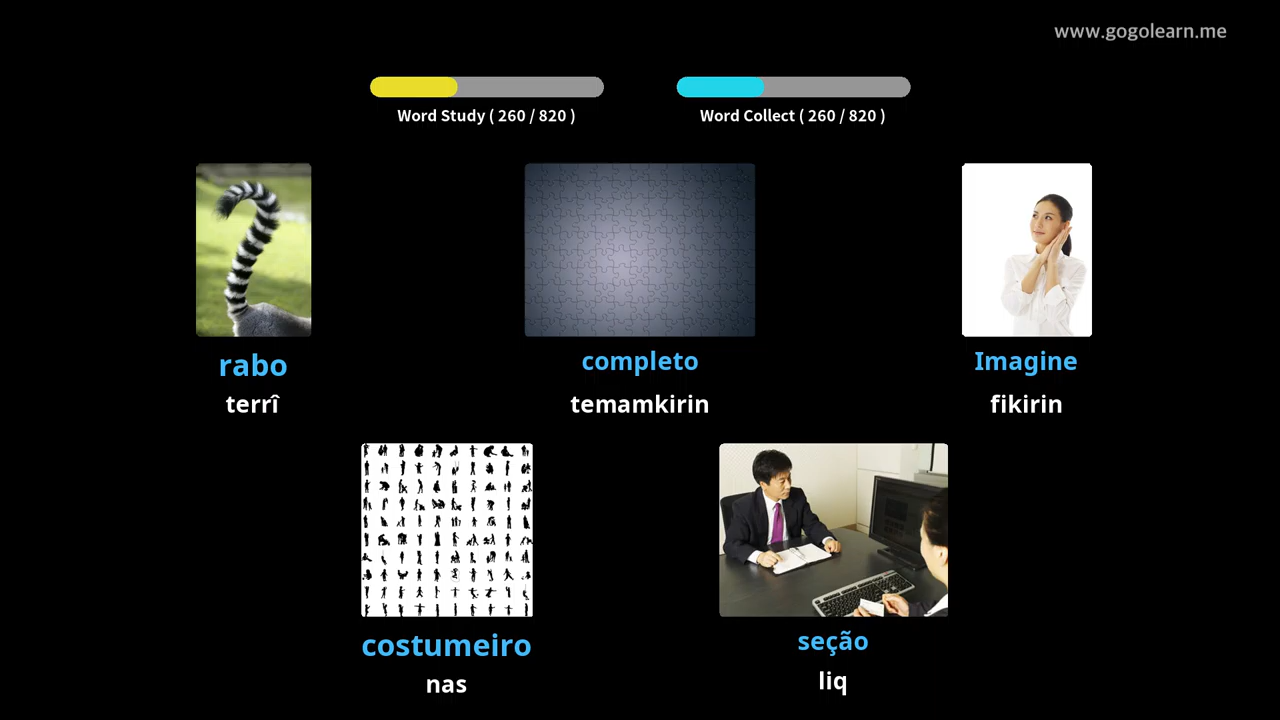 www.gogolearn.me
Word Study ( 260 / 820 )
Word Collect ( 260 / 820 )
rabo
completo
Imagine
terrî
temamkirin
fikirin
costumeiro
seção
nas
liq